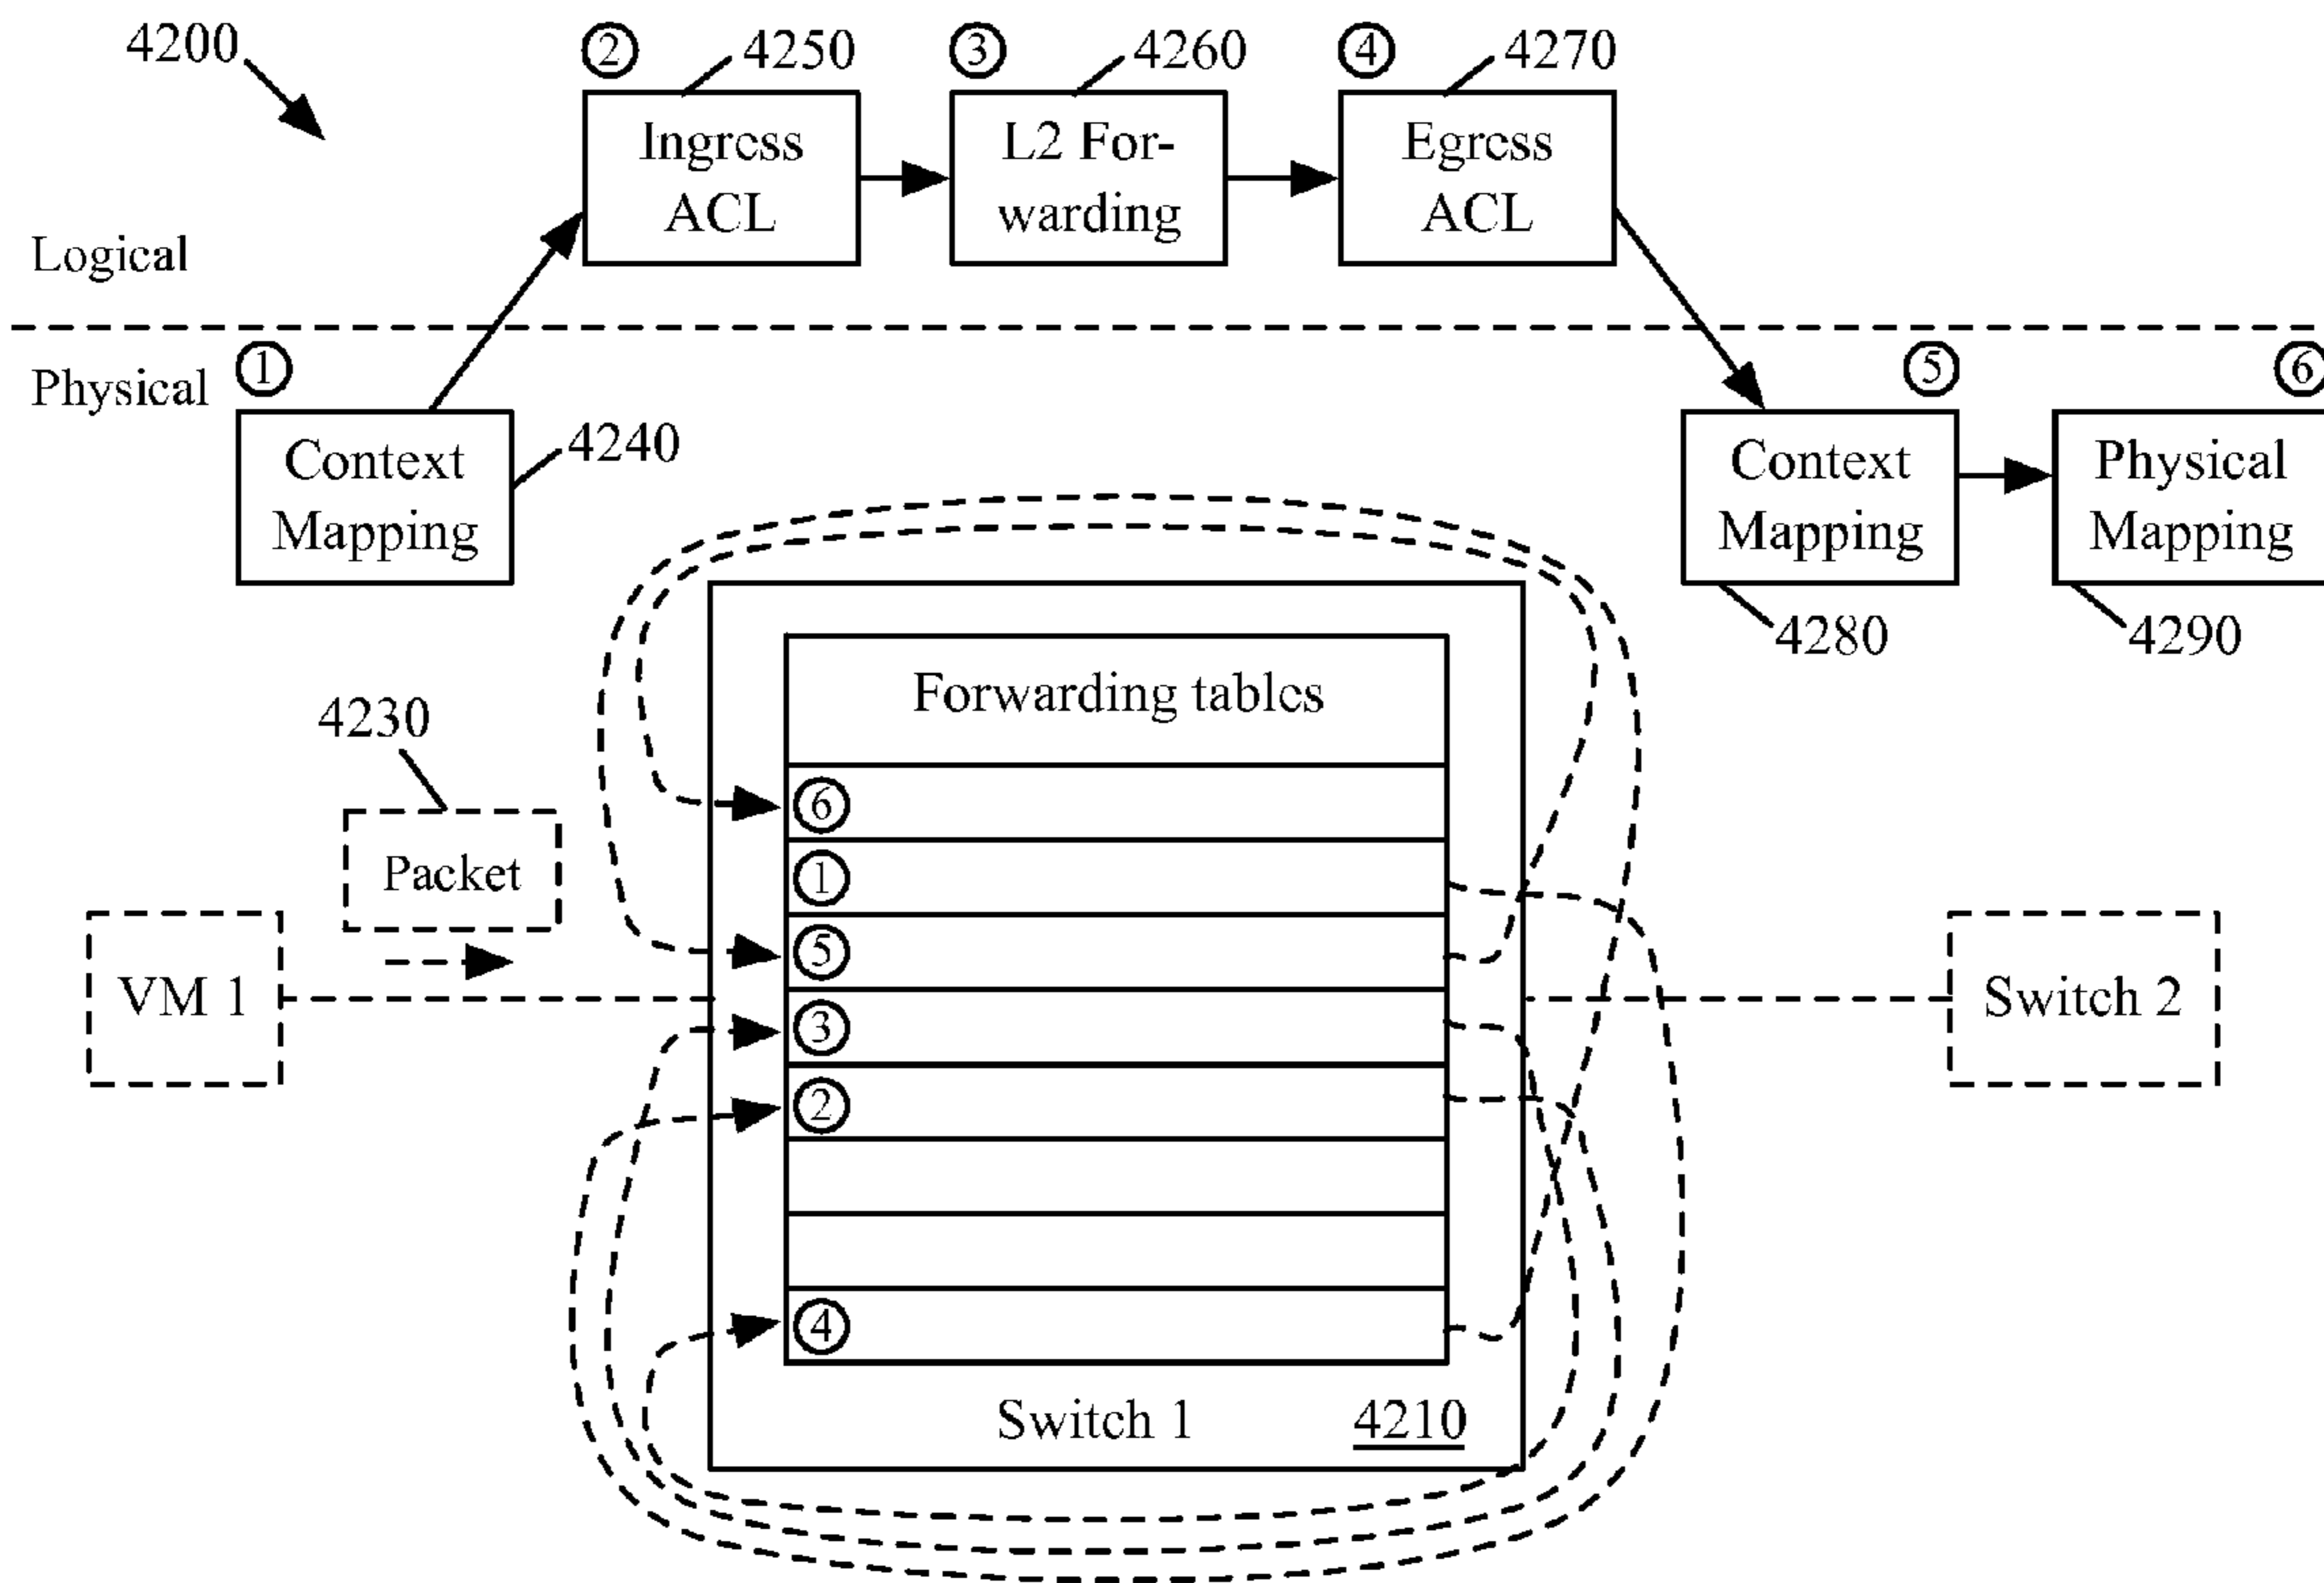 4200
② 4250
③ 4260
④ 4270
Ingress
ACL
L2 For-
warding
Egress
ACL
Logical
Physical
①
Context
Mapping
4240
⑤
Context
Mapping
4280
⑥
Physical
Mapping
4290
Forwarding tables
4230
Packet
VM 1
⑥
①
⑤
③
②
④
Switch 1 4210
Switch 2